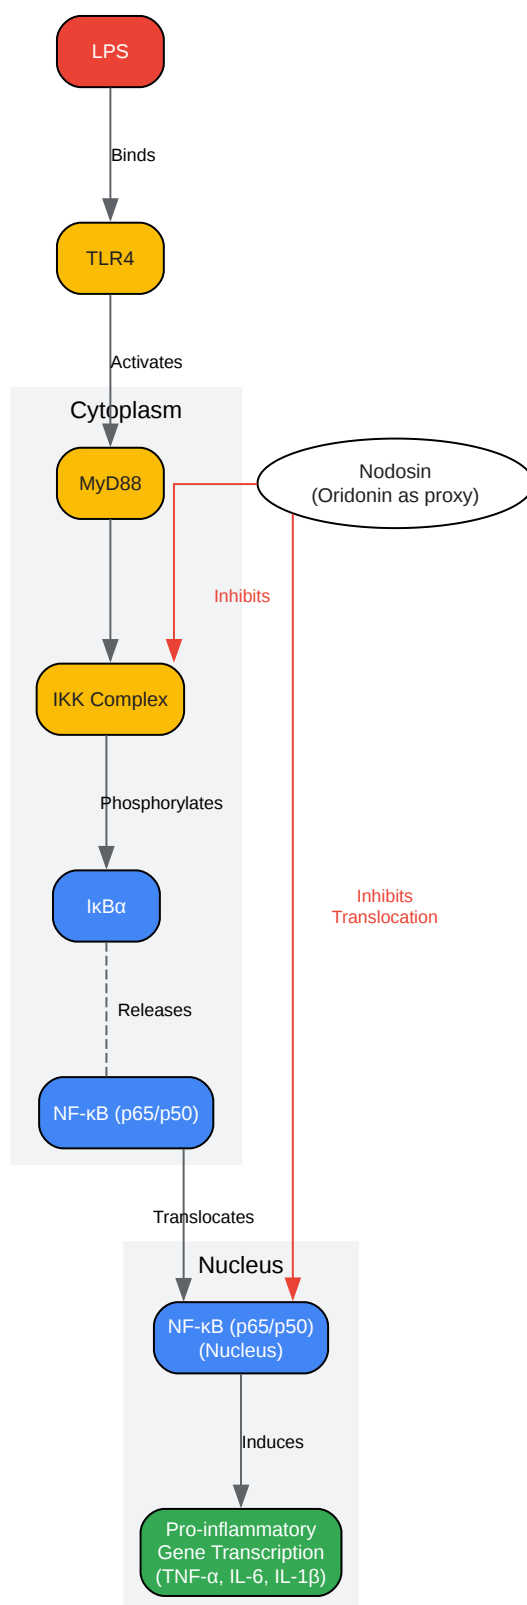 LPS
Binds
TLR4
Activates
Cytoplasm
MyD88
Nodosin
(Oridonin as proxy)
Inhibits
IKK Complex
Phosphorylates
IκBα
Inhibits
Translocation
Releases
NF-κB (p65/p50)
Translocates
Nucleus
NF-κB (p65/p50)
(Nucleus)
Induces
Pro-inflammatory
Gene Transcription
(TNF-α, IL-6, IL-1β)